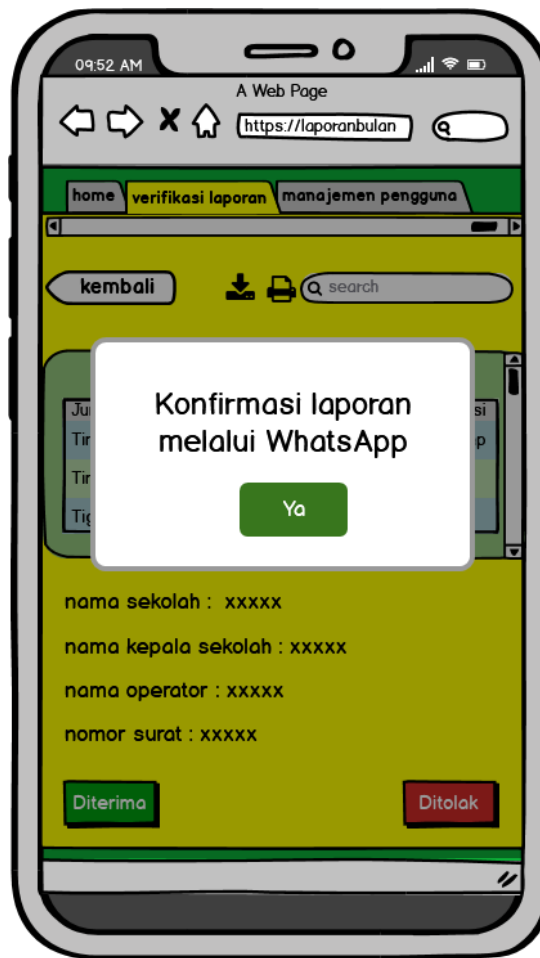 09:52 AM
A Web Page
https://laporanbulan
home verifikasi laporan manajemen pengguna
kembali search
Konfirmasi laporan
melalui WhatsApp
Ya
nama sekolah : xxxxx
nama kepala sekolah : xxxxx
nama operator : xxxxx
nomor surat : xxxxx
Diterima Ditolak